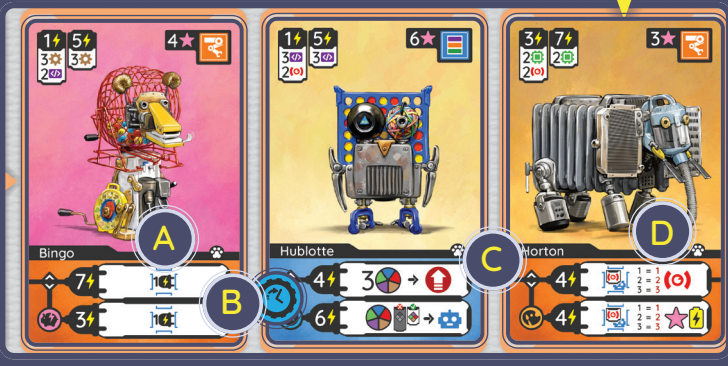 1 5 4
3 3
2
1 5 6
3 3
2
3 7 3
2 2
2
A
Bingo
Hublotte
Horton
B
C
D
7 1
3 1
4 3
6
4 1 = 1
2 = 2
3 = 3
4 1 = 1
2 = 2
3 = 3